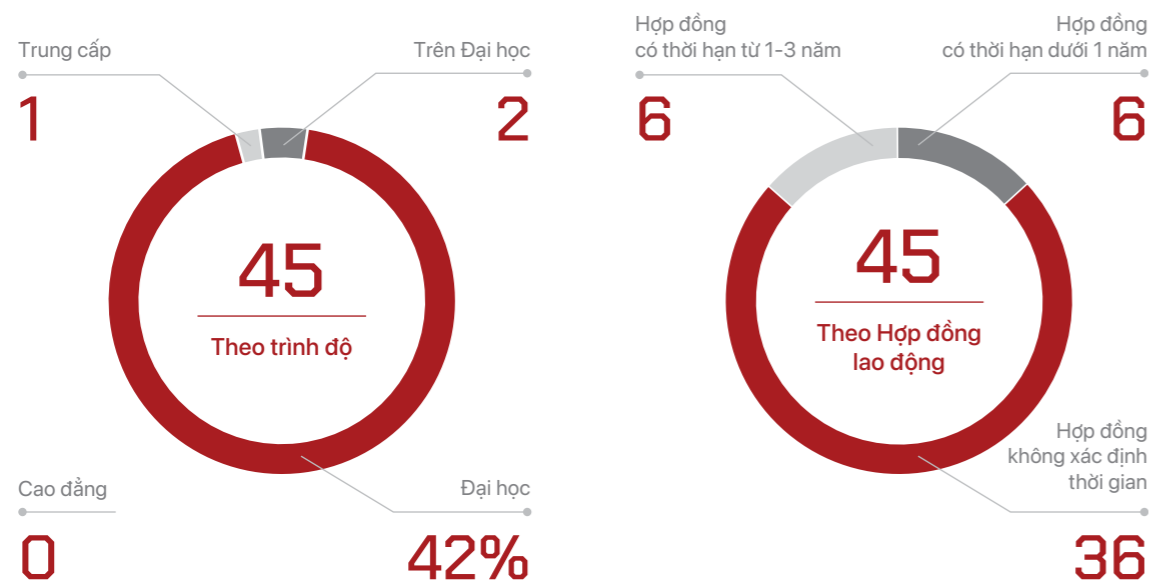 Trung cấp
1
Trên Đại học
2
45
Theo trình độ
Cao đẳng
0
Đại học
42%
Hợp đồng
có thời hạn từ 1-3 năm
6
Hợp đồng
có thời hạn dưới 1 năm
6
45
Theo Hợp đồng
lao động
Hợp đồng
không xác định
thời gian
36